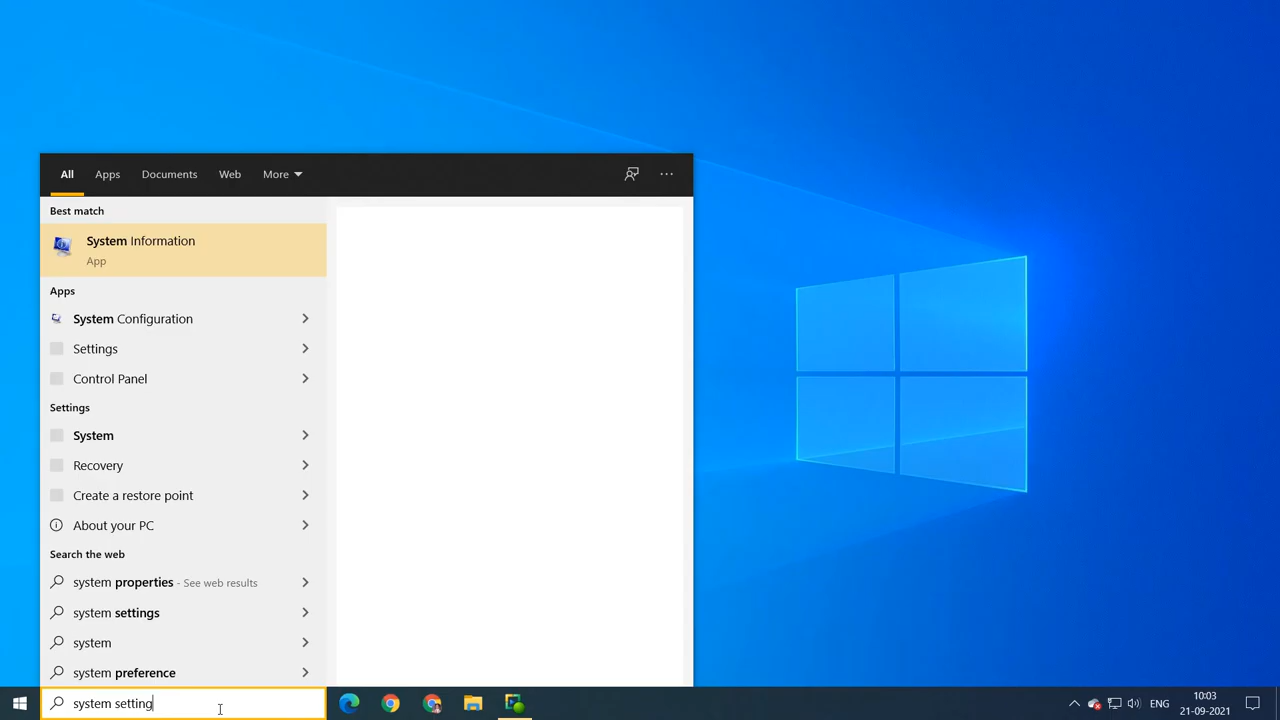 All Apps Documents Web More
Best match
System Information
App
Apps
System Configuration
Settings
Control Panel
Settings
System
Recovery
Create a restore point
About your PC
Search the web
system properties - See web results
system settings
system
system preference
system setting
ENG
10:03
21-09-2021